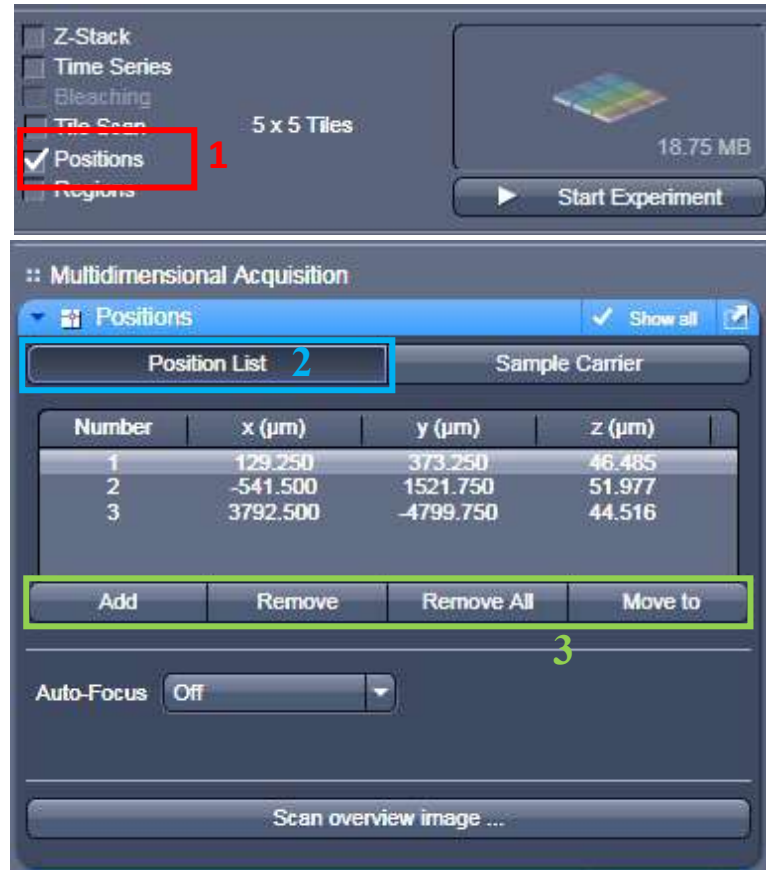 Z-Stack
Time Series
Bleaching
Tile Scan 5 x 5 Tiles
Positions 1
Regions
18.75 MB
Start Experiment
Multidimensional Acquisition
Positions Show all
Position List 2 Sample Carrier
Number x (µm) y (µm) z (µm)
1 129.250 373.250 46.485
2 -541.500 1521.750 51.977
3 3792.500 -4799.750 44.516
Add Remove Remove All Move to
3
Auto-Focus Off
Scan overview image ...